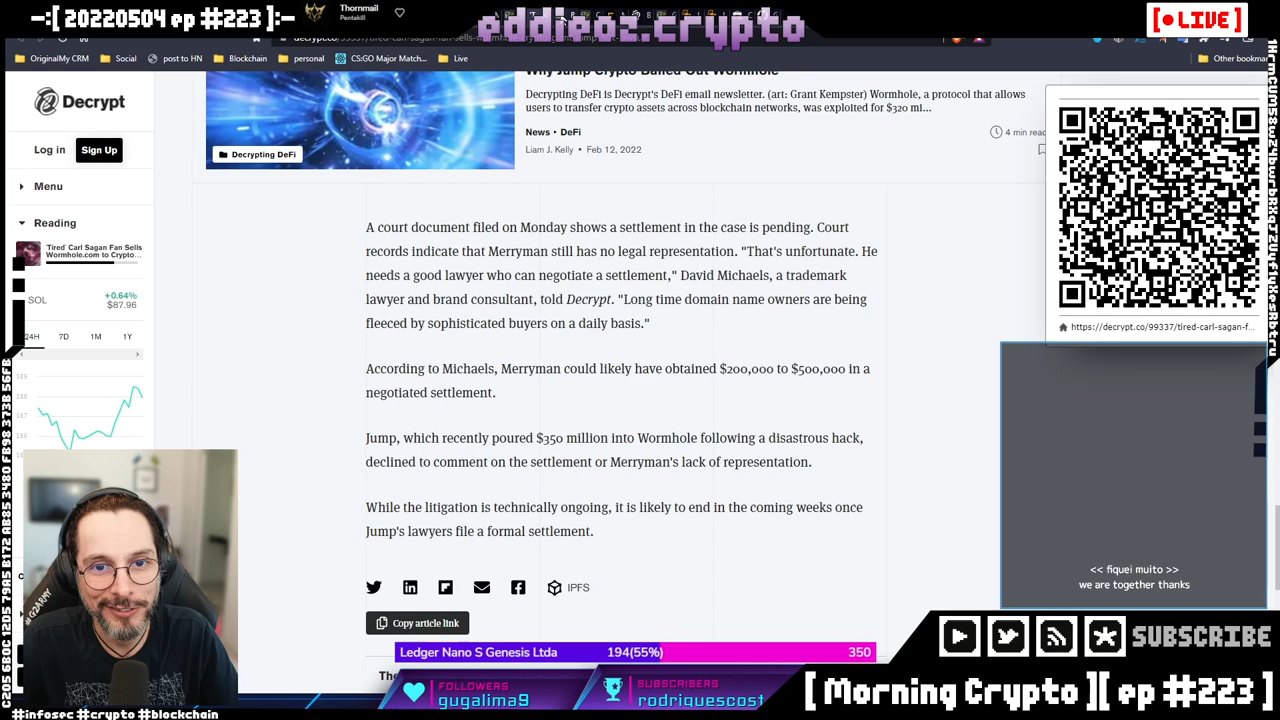 -:[ 20220504 ep #223 ]:-
Thornmail
Pentskill
eddieoz.crypto
[ LIVE ]
OriginalMy CRM
Social
post to HN
Blockchain
personal
CS:GO Major Match...
Live
Other bookmar
Decrypt
Log in
Sign Up
Menu
Reading
'Tired' Carl Sagan Fan Sells
Wormhole.com to Crypto...
SOL
+0.64%
$87.96
24H
7D
1M
1Y
Why Jump Crypto Bailed Out Wormhole
Decrypting DeFi is Decrypt's DeFi email newsletter. (art: Grant Kempster) Wormhole, a protocol that allows
users to transfer crypto assets across blockchain networks, was exploited for $320 mi...
News • DeFi
4 min read
Liam J. Kelly • Feb 12, 2022
Decrypting DeFi
A court document filed on Monday shows a settlement in the case is pending. Court
records indicate that Merryman still has no legal representation. "That's unfortunate. He
needs a good lawyer who can negotiate a settlement," David Michaels, a trademark
lawyer and brand consultant, told Decrypt. "Long time domain name owners are being
fleeced by sophisticated buyers on a daily basis."
According to Michaels, Merryman could likely have obtained $200,000 to $500,000 in a
negotiated settlement.
Jump, which recently poured $350 million into Wormhole following a disastrous hack,
declined to comment on the settlement or Merryman's lack of representation.
While the litigation is technically ongoing, it is likely to end in the coming weeks once
Jump's lawyers file a formal settlement.
IPFS
Copy article link
https://decrypt.co/99337/tired-carl-sagan-f...
<< fiquei muito >>
we are together thanks
Ledger Nano S Genesis Ltda
194(55%)
350
FOLLOWERS
gugalima9
SUBSCRIBERS
rodriguescost
SUBSCRIBE
[ Morning Crypto ][ ep #223 ]
#infosec #crypto #blockchain